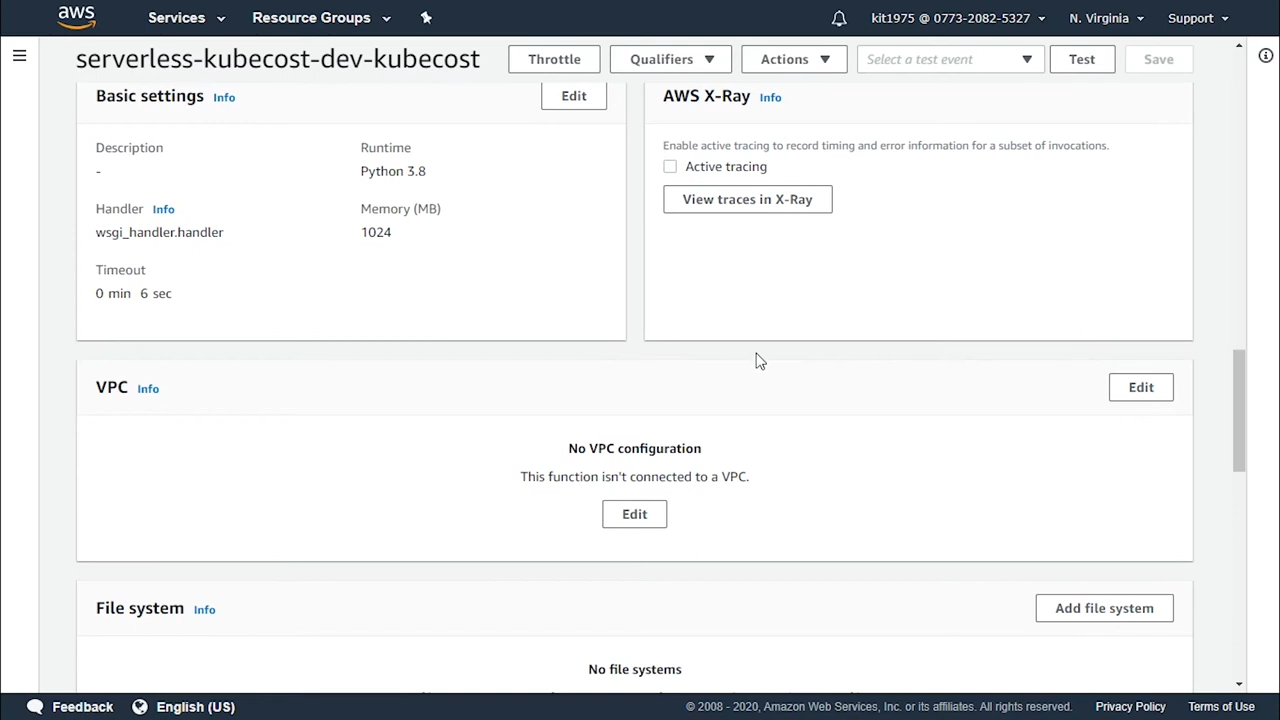 aws Services Resource Groups kit1975 @ 0773-2082-5327 N. Virginia Support
serverless-kubecost-dev-kubecost Throttle Qualifiers Actions Select a test event Test Save
Basic settings Info Edit
AWS X-Ray Info
Description
-
Runtime
Python 3.8
Handler Info
wsgi_handler.handler
Memory (MB)
1024
Timeout
0 min 6 sec
Enable active tracing to record timing and error information for a subset of invocations.
Active tracing
View traces in X-Ray
VPC Info Edit
No VPC configuration
This function isn't connected to a VPC.
Edit
File system Info Add file system
No file systems
Feedback English (US) © 2008 - 2020, Amazon Web Services, Inc. or its affiliates. All rights reserved. Privacy Policy Terms of Use